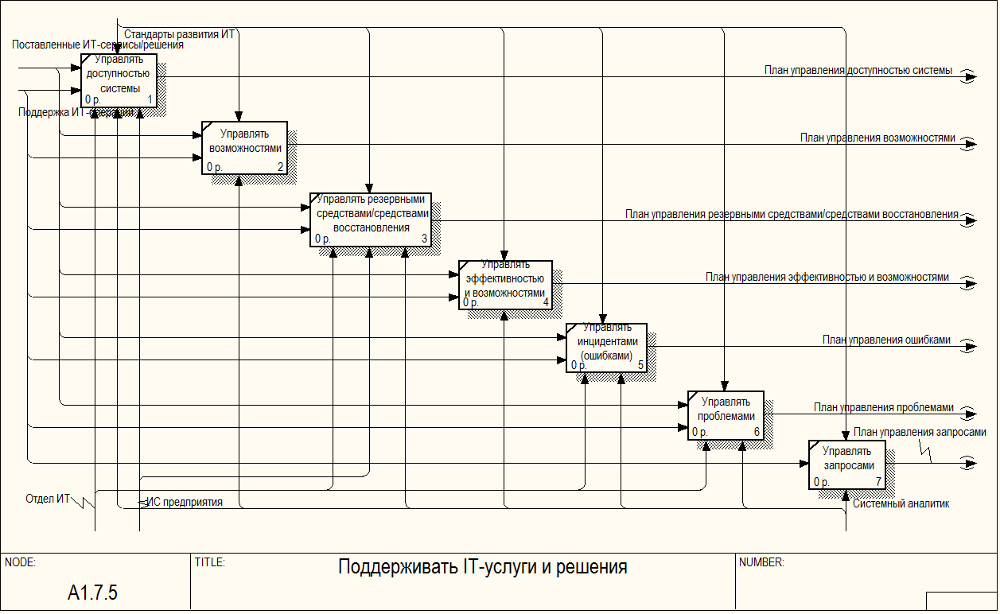 Стандарты развития ИТ
Поставленные ИТ-сервисы/решения
Управлять
доступностью
системы
0 р. 1
План управления доступностью системы
Поддержка ИТ-операций
Управлять
возможностями
0 р. 2
План управления возможностями
Управлять резервными
средствами/средствами
восстановления
0 р. 3
План управления резервными средствами/средствами восстановления
Управлять
эффективностью
и возможностями
0 р. 4
План управления эффективностью и возможностями
Управлять
инцидентами
(ошибками)
0 р. 5
План управления ошибками
Управлять
проблемами
0 р. 6
План управления проблемами
План управления запросами
Управлять
запросами
0 р. 7
Отдел ИТ
ИС предприятия
Системный аналитик
NODE:
A1.7.5
TITLE:
Поддерживать IT-услуги и решения
NUMBER: